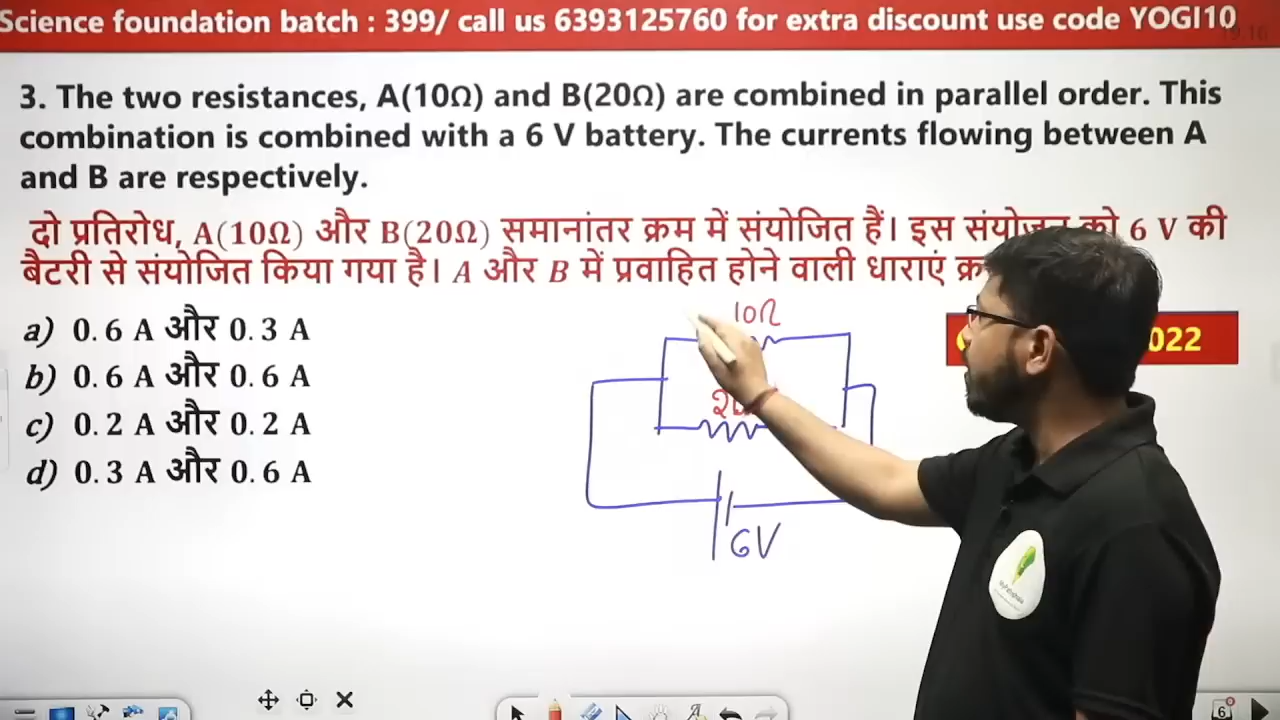 Science foundation batch : 399/ call us 6393125760 for extra discount use code YOGI10
3. The two resistances, A(10Ω) and B(20Ω) are combined in parallel order. This
combination is combined with a 6 V battery. The currents flowing between A
and B are respectively.
दो प्रतिरोध, A(10Ω) और B(20Ω) समानांतर क्रम में संयोजित हैं। इस संयोजन को 6 V की
बैटरी से संयोजित किया गया है। A और B में प्रवाहित होने वाली धाराएं
a) 0.6 A और 0.3 A
b) 0.6 A और 0.6 A
c) 0.2 A और 0.2 A
d) 0.3 A और 0.6 A
10Ω
022
6V